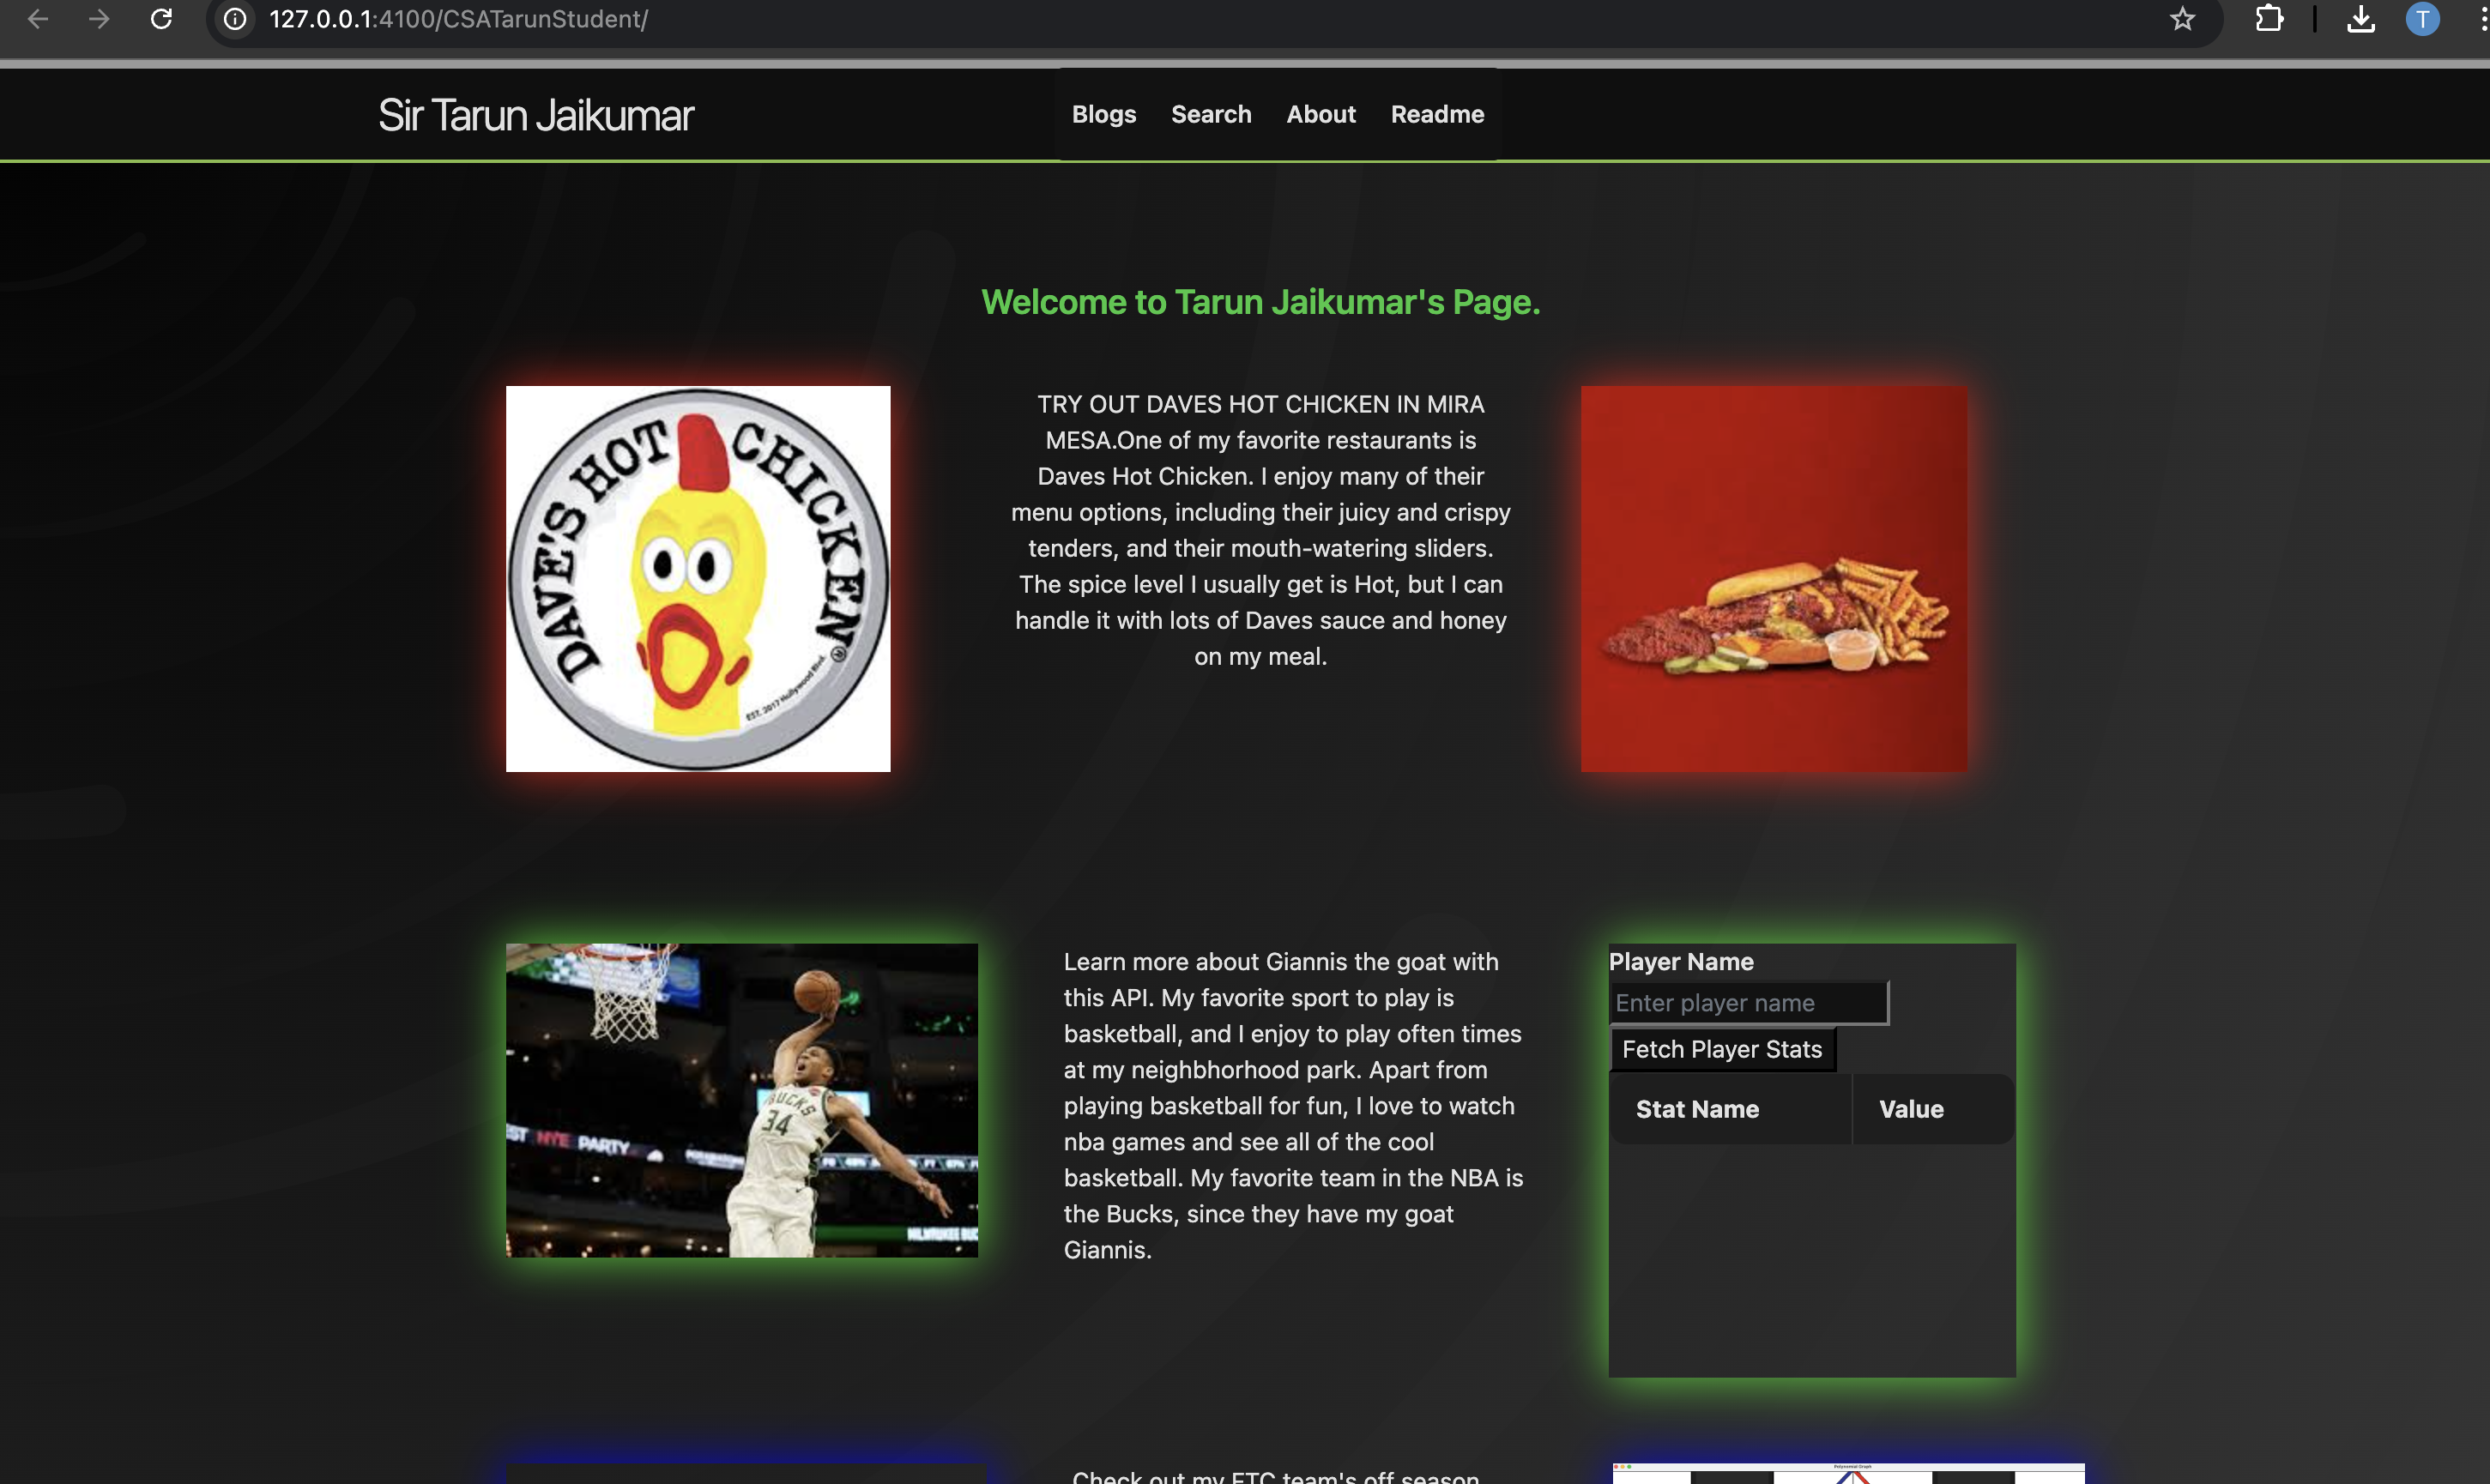 127.0.0.1:4100/CSATarunStudent/
T
Sir Tarun Jaikumar
Blogs Search About Readme
Welcome to Tarun Jaikumar's Page.
DAVE'S HOT CHICKEN
EST. 2017 Hollywood Blvd.
®
TRY OUT DAVES HOT CHICKEN IN MIRA
MESA.One of my favorite restaurants is
Daves Hot Chicken. I enjoy many of their
menu options, including their juicy and crispy
tenders, and their mouth-watering sliders.
The spice level I usually get is Hot, but I can
handle it with lots of Daves sauce and honey
on my meal.
BUCKS
34
NYE PARTY
Learn more about Giannis the goat with
this API. My favorite sport to play is
basketball, and I enjoy to play often times
at my neighbhorhood park. Apart from
playing basketball for fun, I love to watch
nba games and see all of the cool
basketball. My favorite team in the NBA is
the Bucks, since they have my goat
Giannis.
Player Name
Enter player name
Fetch Player Stats
Stat Name Value
Check out my FTC team's off season
Polynomial Graph